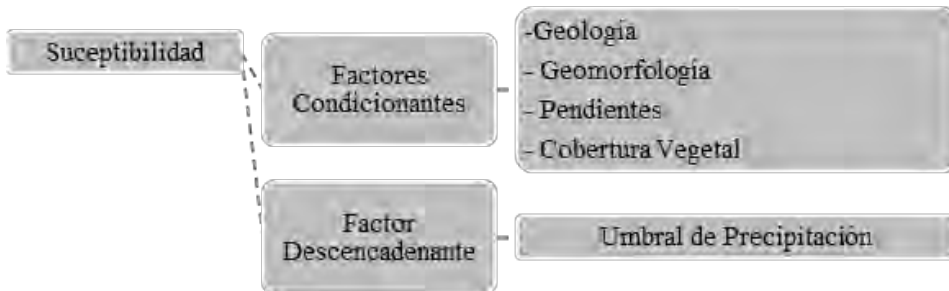 Suceptibilidad
Factores
Condicionantes
-Geología
- Geomorfología
- Pendientes
- Cobertura Vegetal
Factor
Descencadenante
Umbral de Precipitación